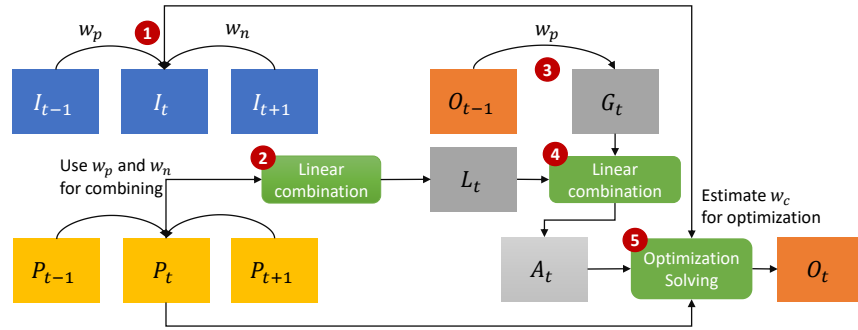 w_p
1
w_n
w_p
I_{t−1}
I_t
I_{t+1}
O_{t−1}
3
G_t
Use w_p and w_n
for combining
2
Linear
combination
L_t
4
Linear
combination
Estimate w_c
for optimization
P_{t−1}
P_t
P_{t+1}
A_t
5
Optimization
Solving
O_t